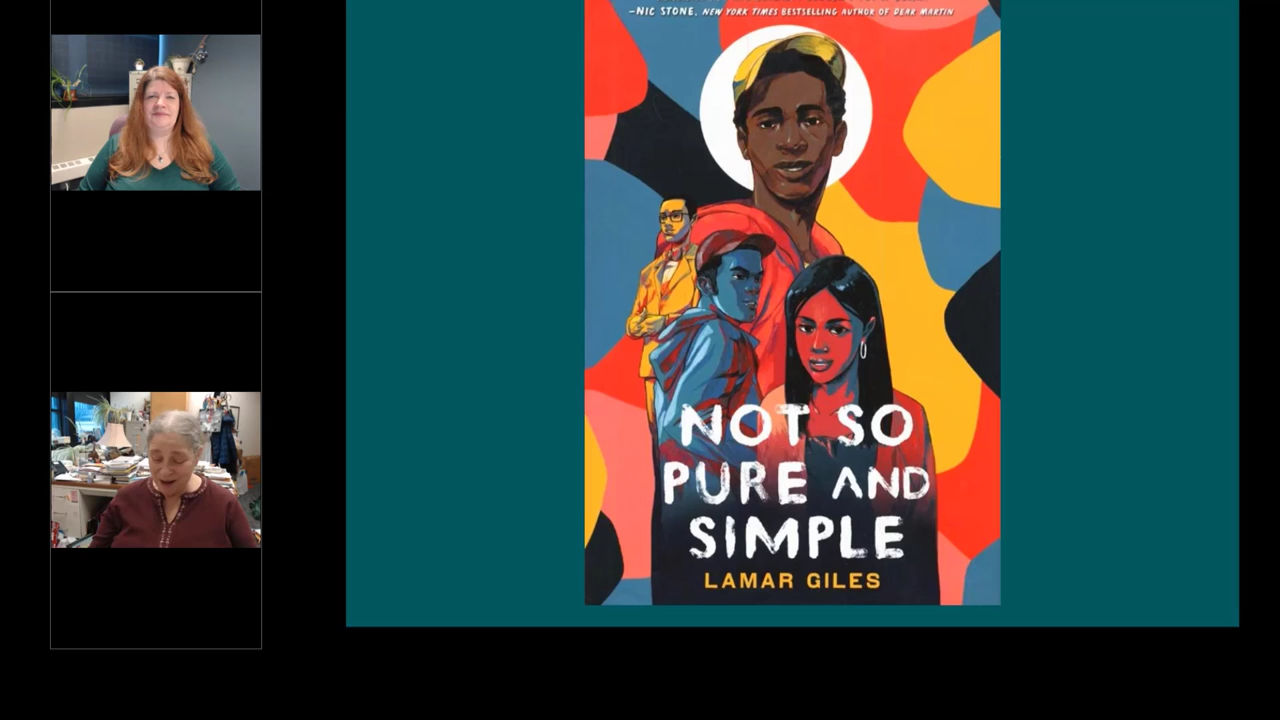 —NIC STONE, NEW YORK TIMES BESTSELLING AUTHOR OF DEAR MARTIN
NOT SO
PURE AND
SIMPLE
LAMAR GILES